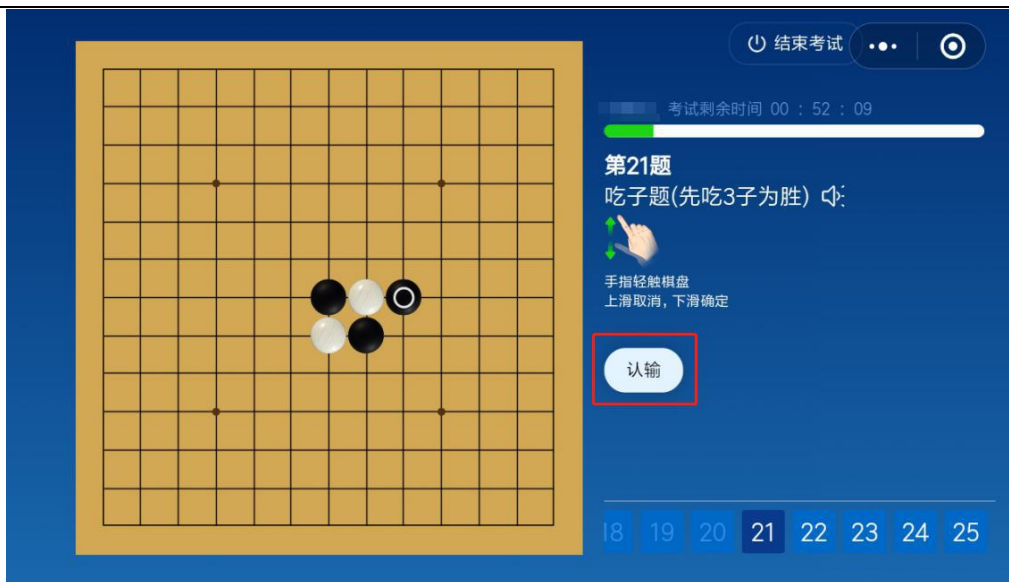 结束考试
考试剩余时间 00 : 52 : 09
第21题
吃子题(先吃3子为胜)
手指轻触棋盘
上滑取消，下滑确定
认输
18 19 20 21 22 23 24 25